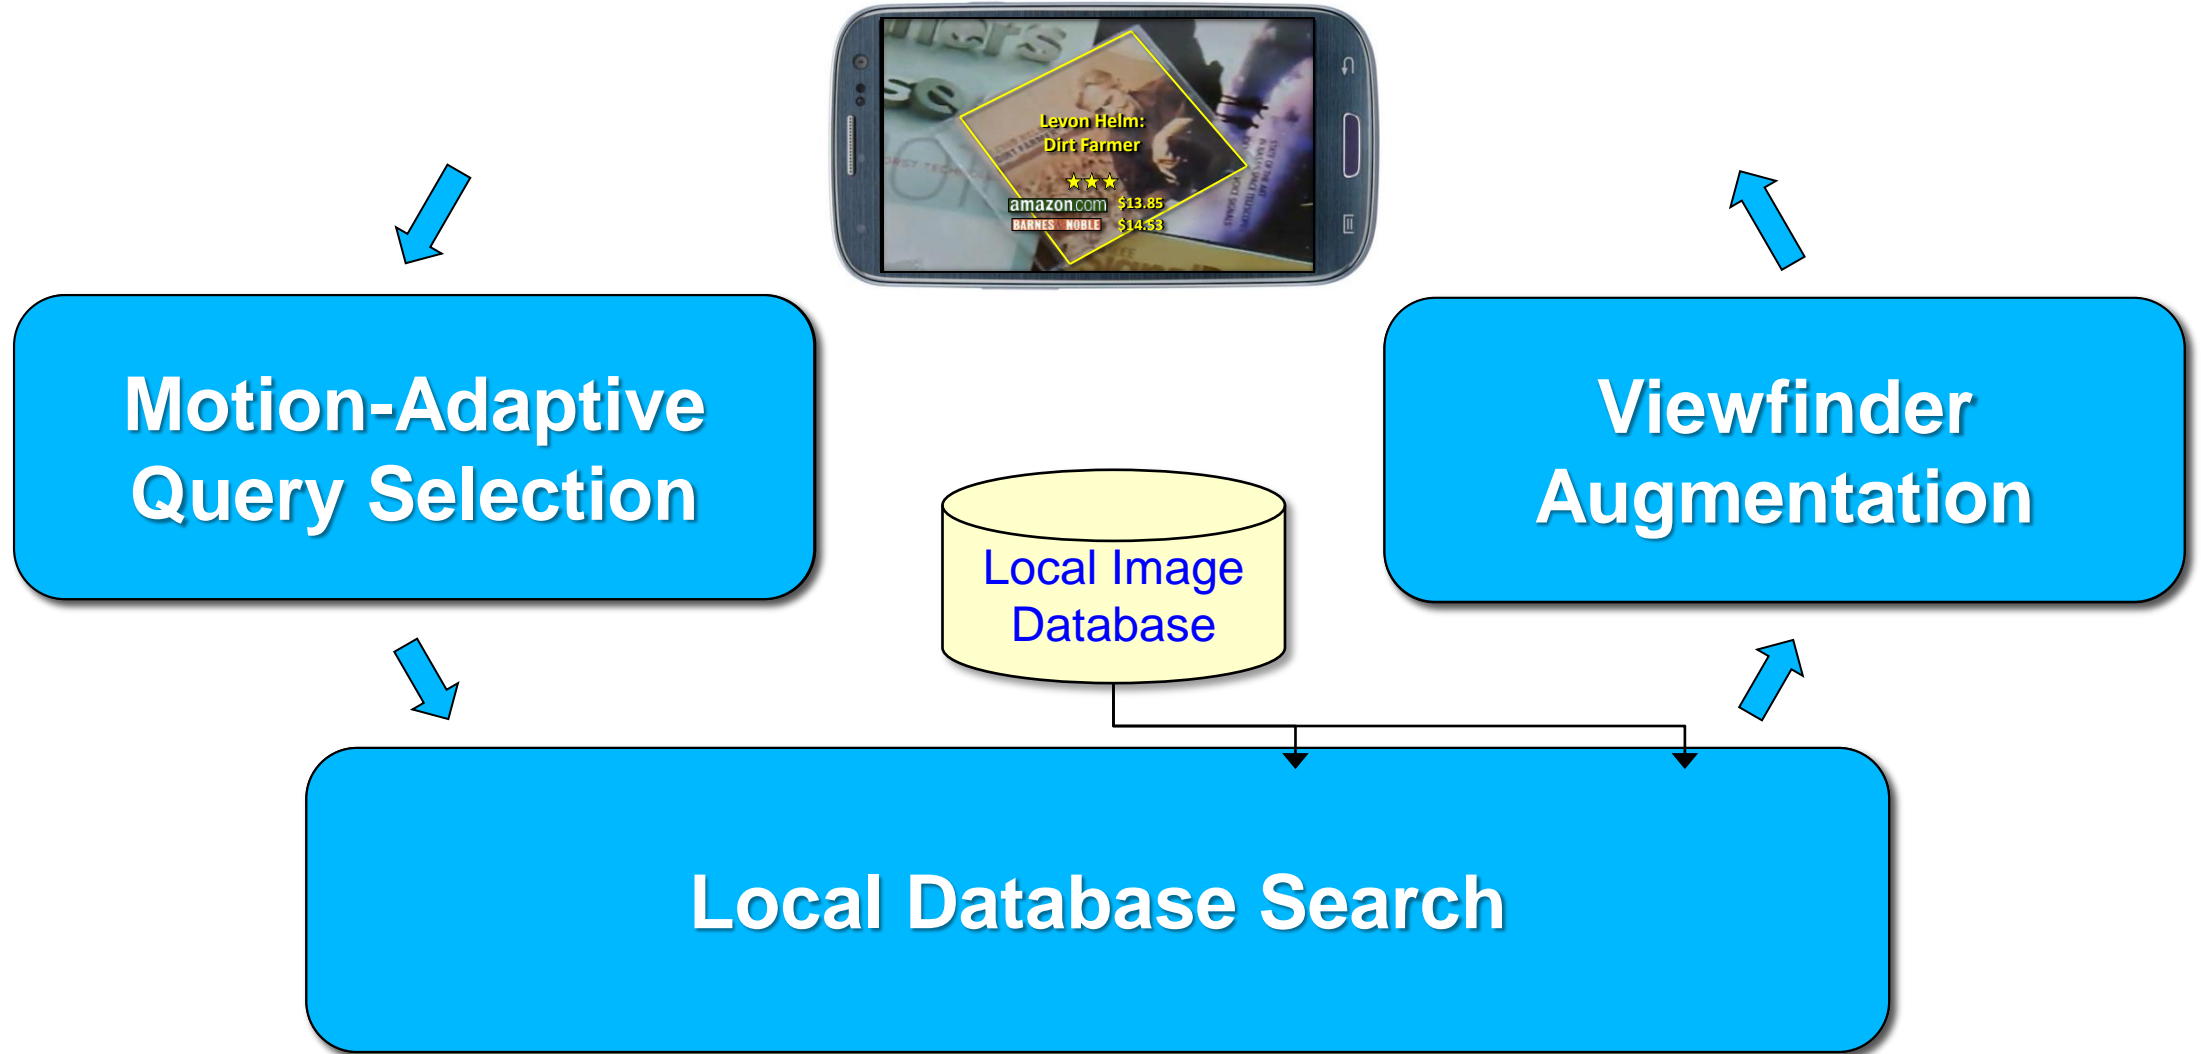 Levon Helm:
Dirt Farmer
amazon.com $13.85
BARNES & NOBLE $14.53
Motion-Adaptive
Query Selection
Viewfinder
Augmentation
Local Image
Database
Local Database Search